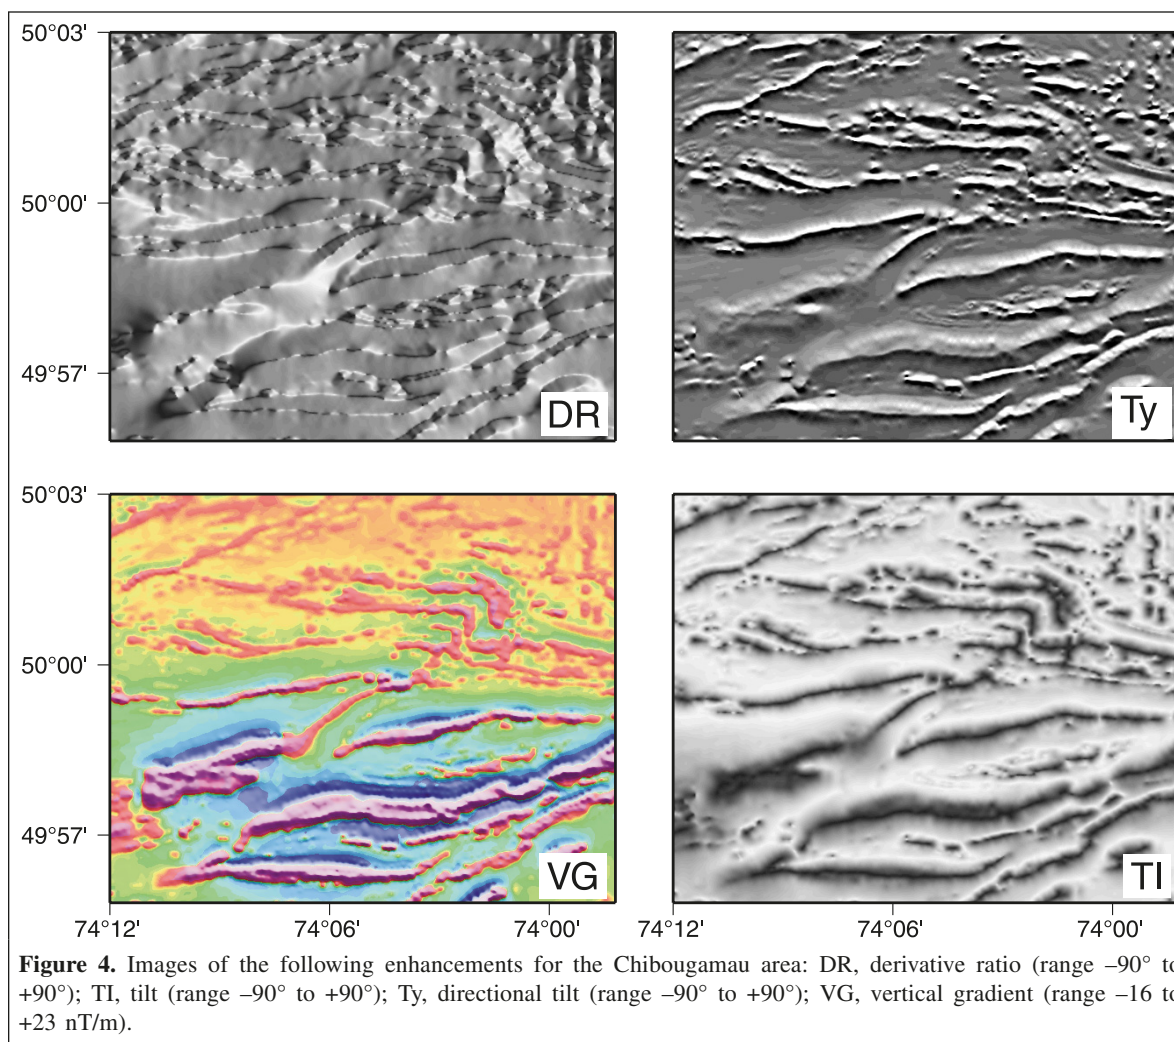 50°03'
50°00'
49°57'
DR
Ty
50°03'
50°00'
49°57'
VG
TI
74°12' 74°06' 74°00' 74°12' 74°06' 74°00'
Figure 4. Images of the following enhancements for the Chibougamau area: DR, derivative ratio (range –90° to
+90°); TI, tilt (range –90° to +90°); Ty, directional tilt (range –90° to +90°); VG, vertical gradient (range –16 to
+23 nT/m).